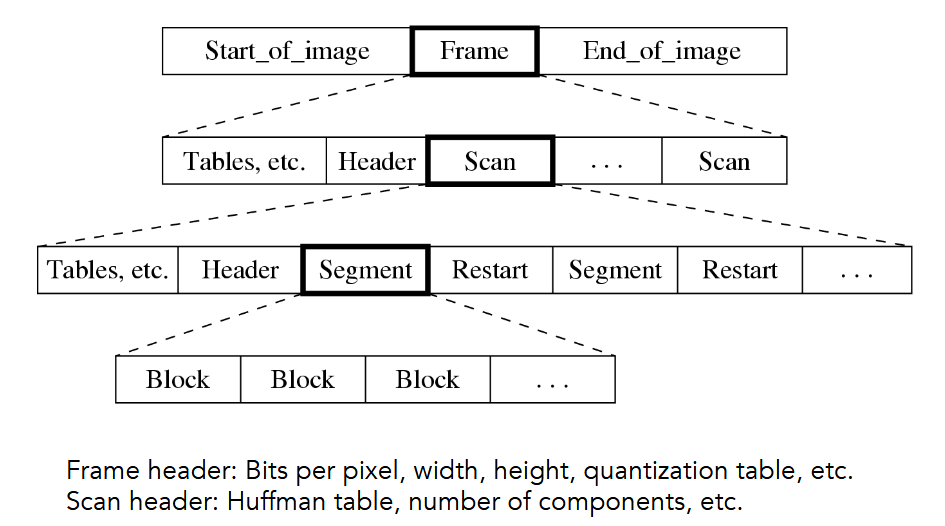 Start_of_image Frame End_of_image
Tables, etc. Header Scan . . . Scan
Tables, etc. Header Segment Restart Segment Restart . . .
Block Block Block . . .
Frame header: Bits per pixel, width, height, quantization table, etc.
Scan header: Huffman table, number of components, etc.